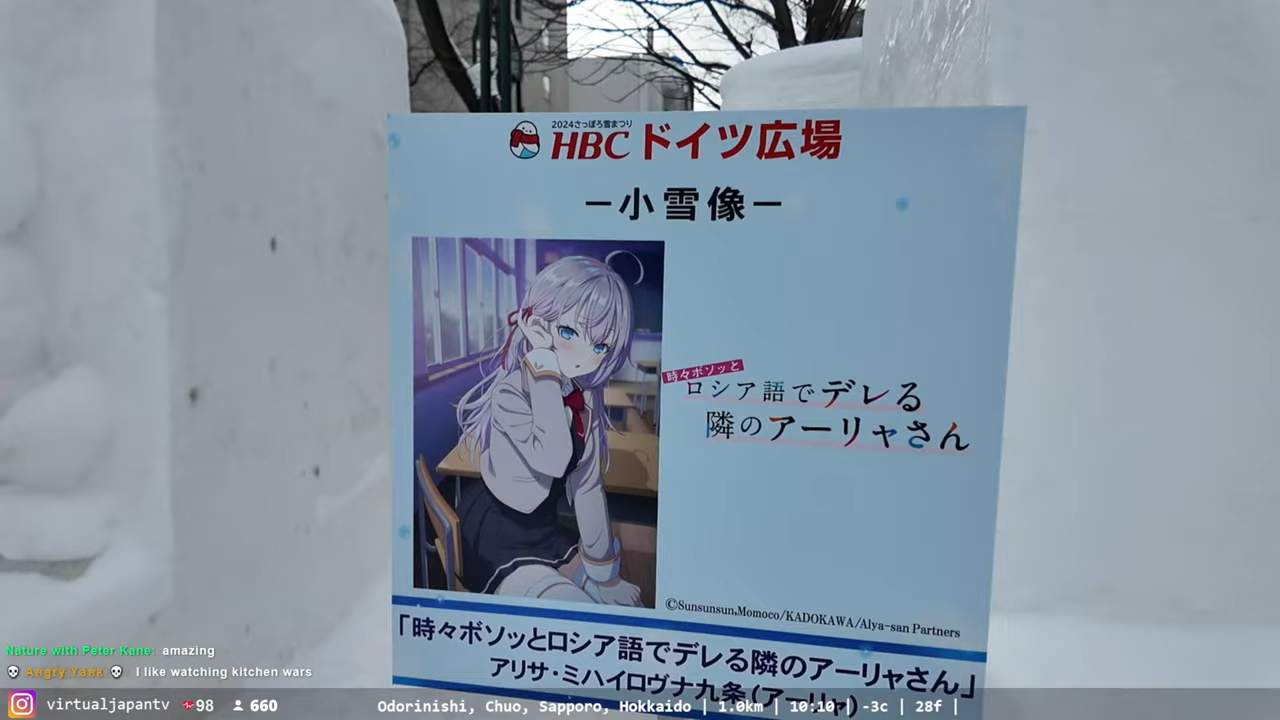 2024さっぽろ雪まつり
HBC ドイツ広場
－小雪像－
時々ボソッと
ロシア語でデレる
隣のアーリャさん
©Sunsunsun,Momoco/KADOKAWA/Alya-san Partners
「時々ボソッとロシア語でデレる隣のアーリャさん」
アリサ・ミハイロヴナ九条(アーリャ)
Nature with Peter Kane: amazing
Angry YanK I like watching kitchen wars
virtualjapantv 98 660 Odorinishi, Chuo, Sapporo, Hokkaido | 1.0km | 10:10 | -3c | 28f |